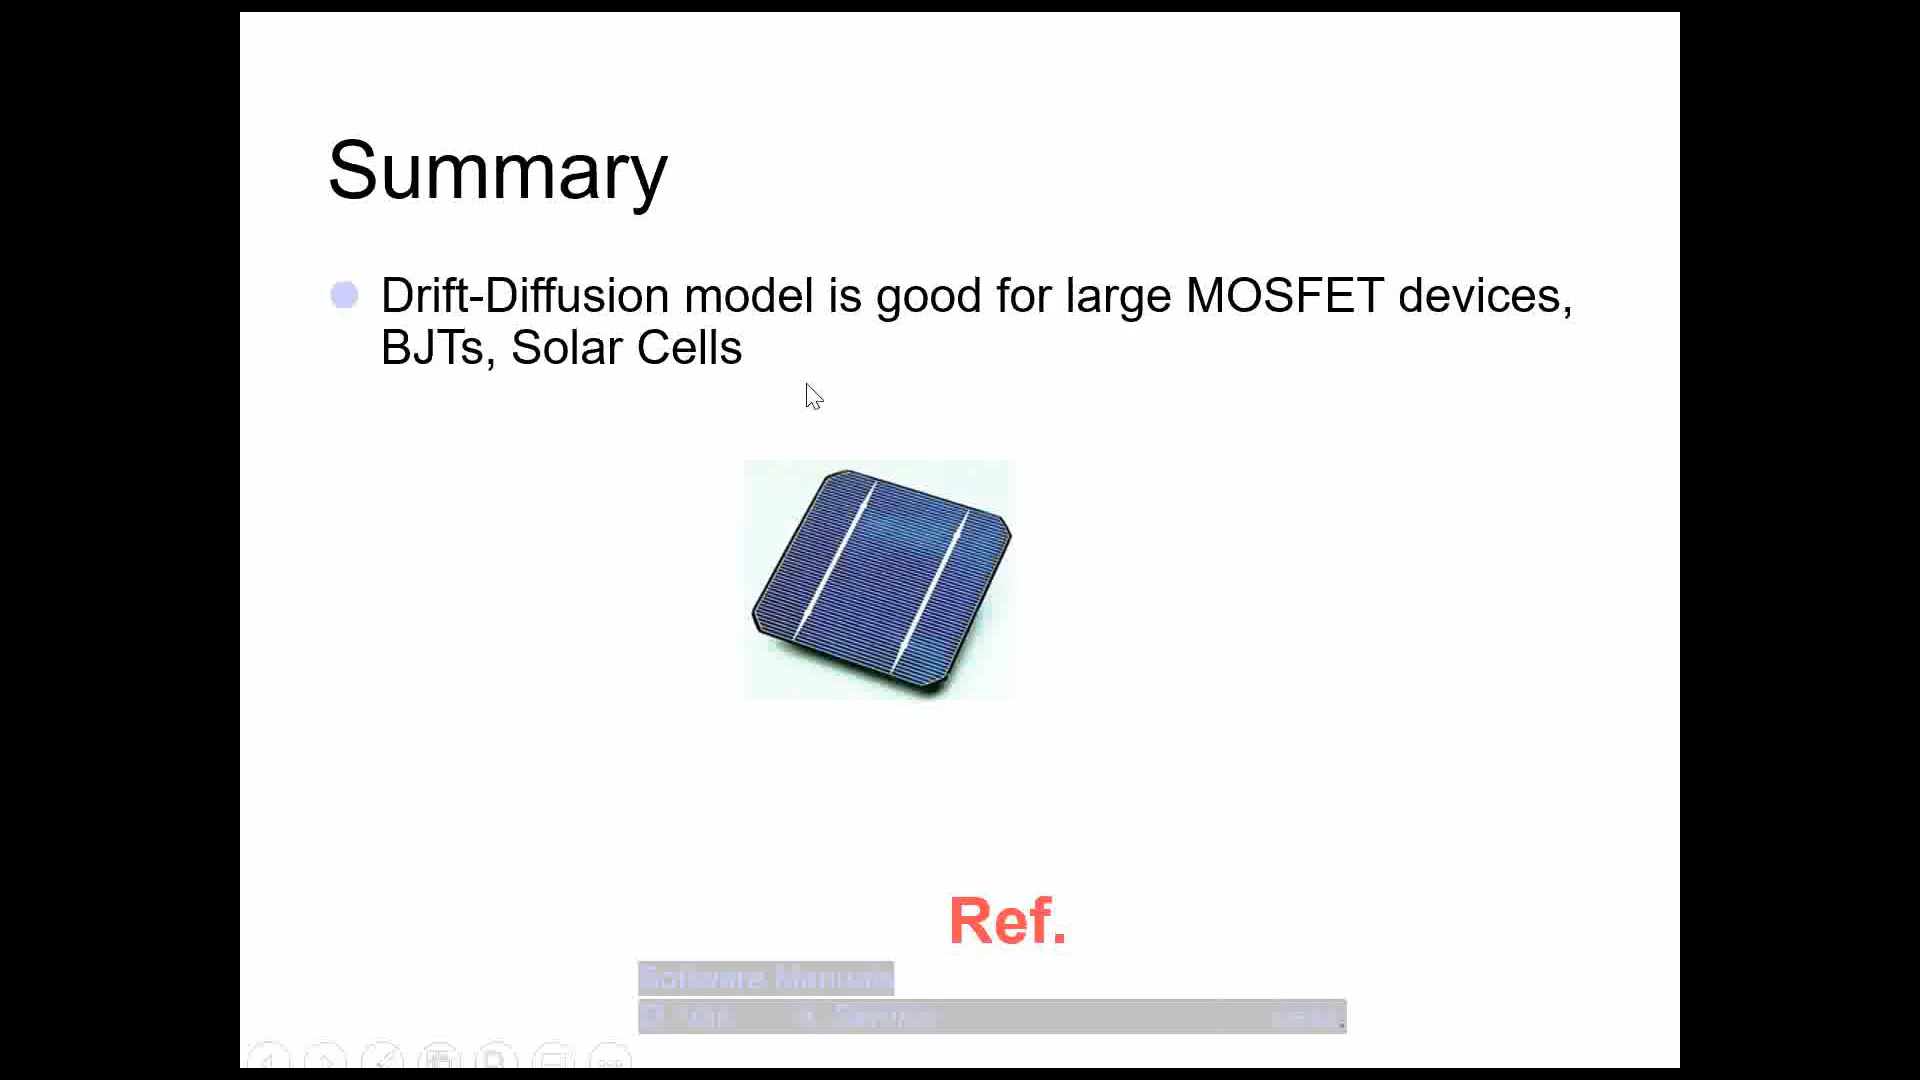 Summary
Drift-Diffusion model is good for large MOSFET devices,
BJTs, Solar Cells
Ref.
Software Manuals